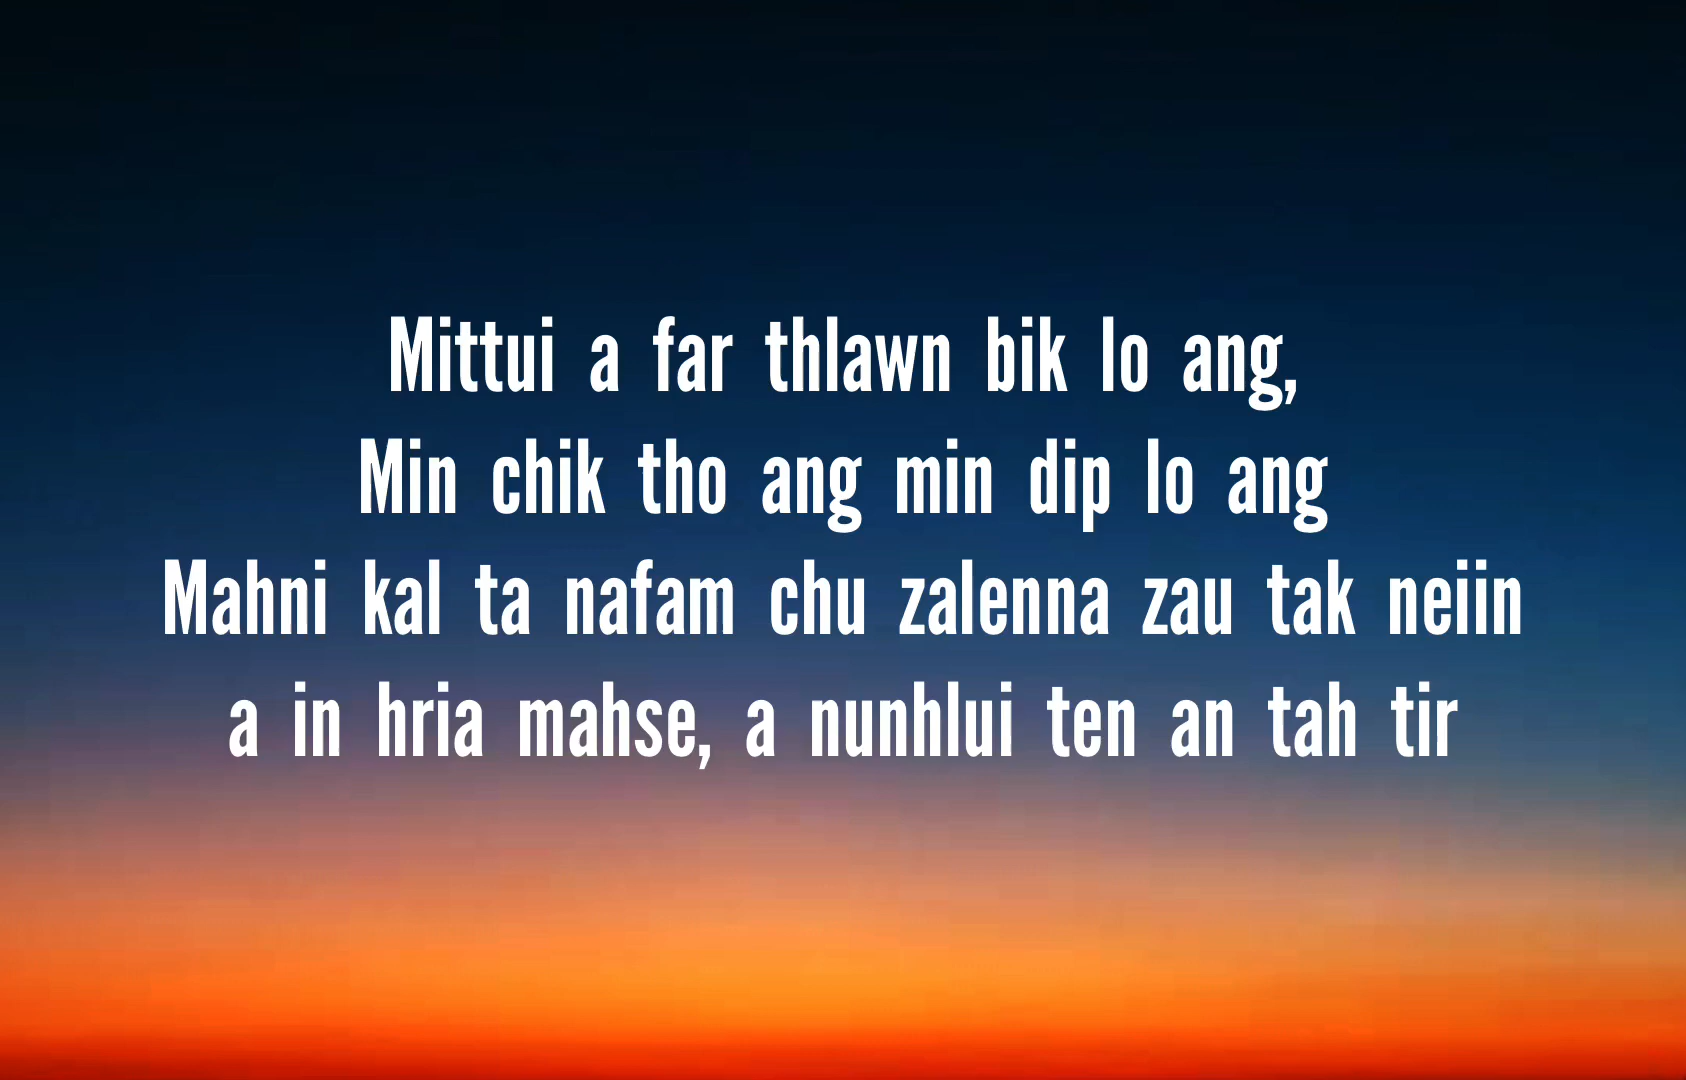 Mittui a far thlawn bik lo ang,
Min chik tho ang min dip lo ang
Mahni kal ta nafam chu zalenna zau tak neiin
a in hria mahse, a nunhlui ten an tah tir